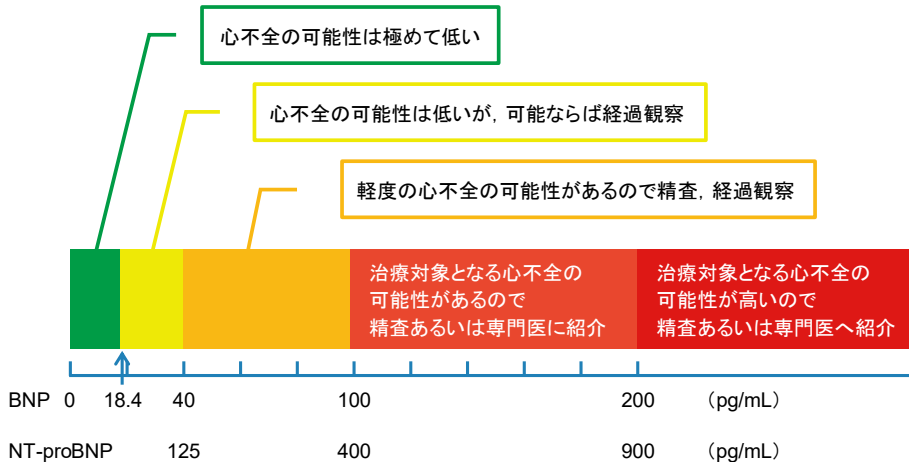 心不全の可能性は極めて低い
心不全の可能性は低いが，可能ならば経過観察
軽度の心不全の可能性があるので精査，経過観察
治療対象となる心不全の
可能性があるので
精査あるいは専門医に紹介
治療対象となる心不全の
可能性が高いので
精査あるいは専門医へ紹介
BNP 0 18.4 40 100 200 （pg/mL）
NT-proBNP 125 400 900 （pg/mL）